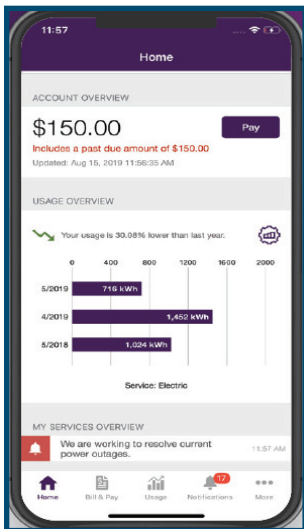 11:57
Home
ACCOUNT OVERVIEW
$150.00
Pay
Includes a past due amount of $150.00
Updated: Aug 15, 2019 11:56:35 AM
USAGE OVERVIEW
Your usage is 30.08% lower than last year.
0 400 800 1200 1600 2000
5/2019 716 kWh
4/2019 1,452 kWh
5/2018 1,024 kWh
Service: Electric
MY SERVICES OVERVIEW
We are working to resolve current
power outages.
11:57 AM
17
Home Bill & Pay Usage Notifications More